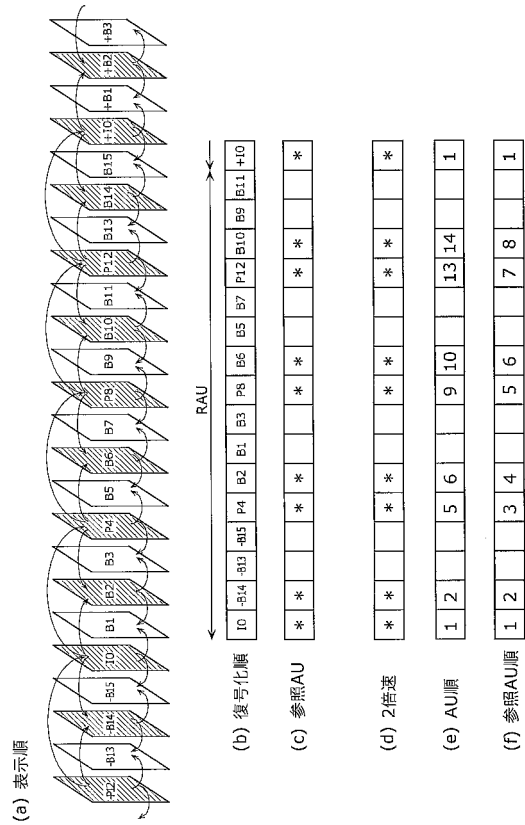 (a) 表示順
-P12 -B13 -B14 -B15 I0 B1 B2 B3 P4 B5 B6 B7 P8 B9 B10 B11 P12 B13 B14 B15 +I0 +B1 +B2 +B3
RAU
(b) 復号化順 I0 -B14 -B13 -B15 P4 B2 B1 B3 P8 B6 B5 B7 P12 B10 B9 B11 +I0
(c) 参照AU * * * * * * * * *
(d) 2倍速 * * * * * * * * *
(e) AU順 1 2 5 6 9 10 13 14 1
(f) 参照AU順 1 2 3 4 5 6 7 8 1